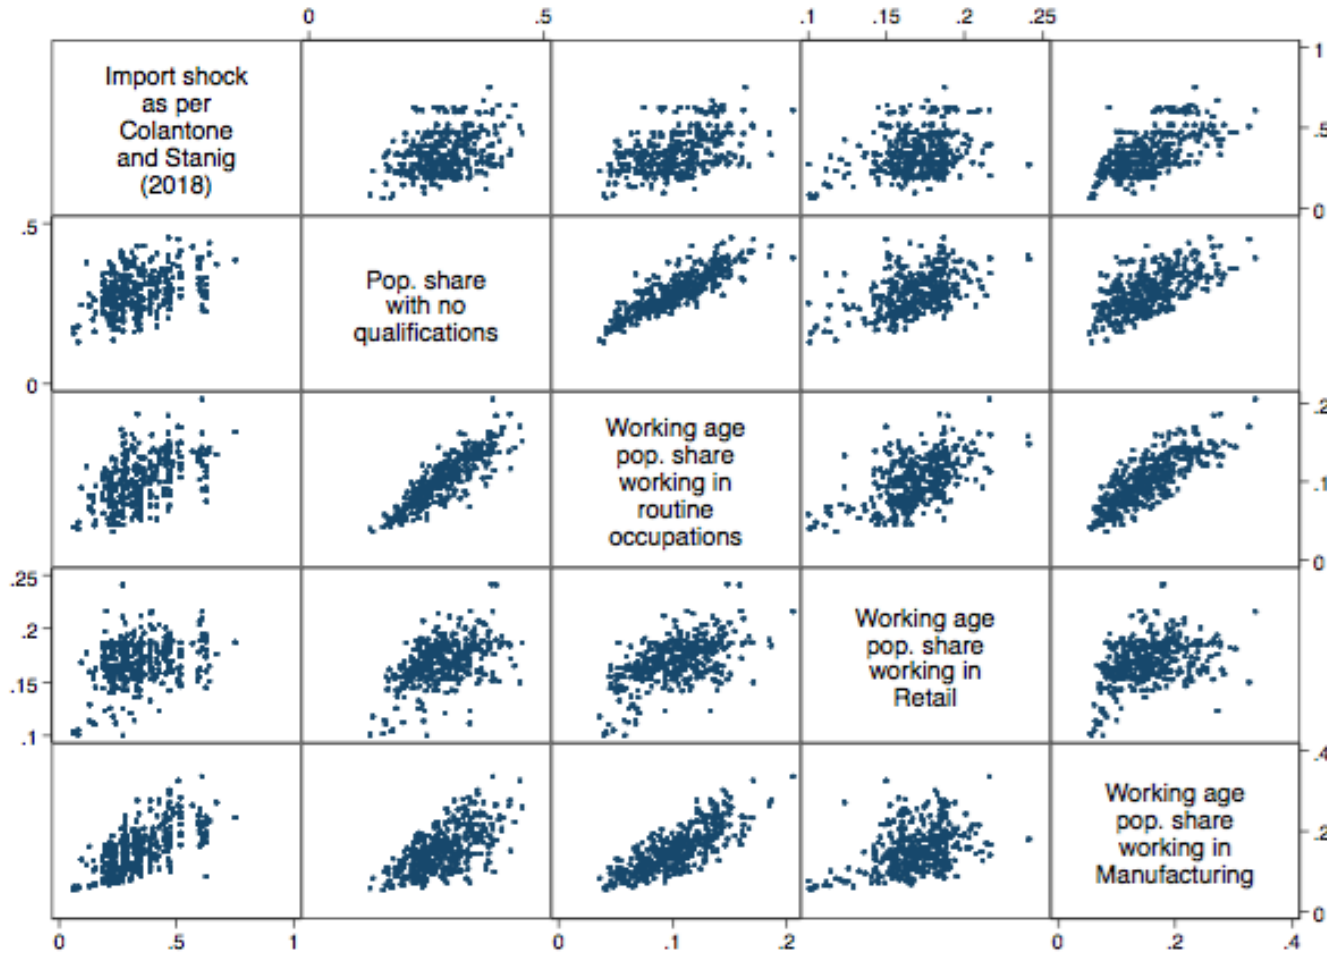 0 .5 .1 .15 .2 .25
Import shock
as per
Colantone
and Stanig
(2018)
1
.5
0
.5
0
Pop. share
with no
qualifications
Working age
pop. share
working in
routine
occupations
.2
.1
0
.25
.2
.15
.1
Working age
pop. share
working in
Retail
Working age
pop. share
working in
Manufacturing
.4
.2
0
0 .5 1 0 .1 .2 0 .2 .4